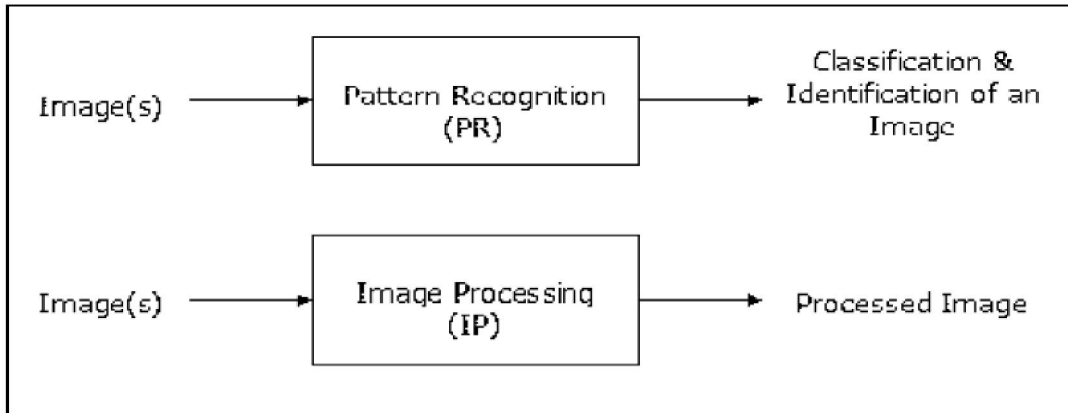 Image(s)
Pattern Recognition
(PR)
Classification &
Identification of an
Image
Image(s)
Image Processing
(IP)
Processed Image